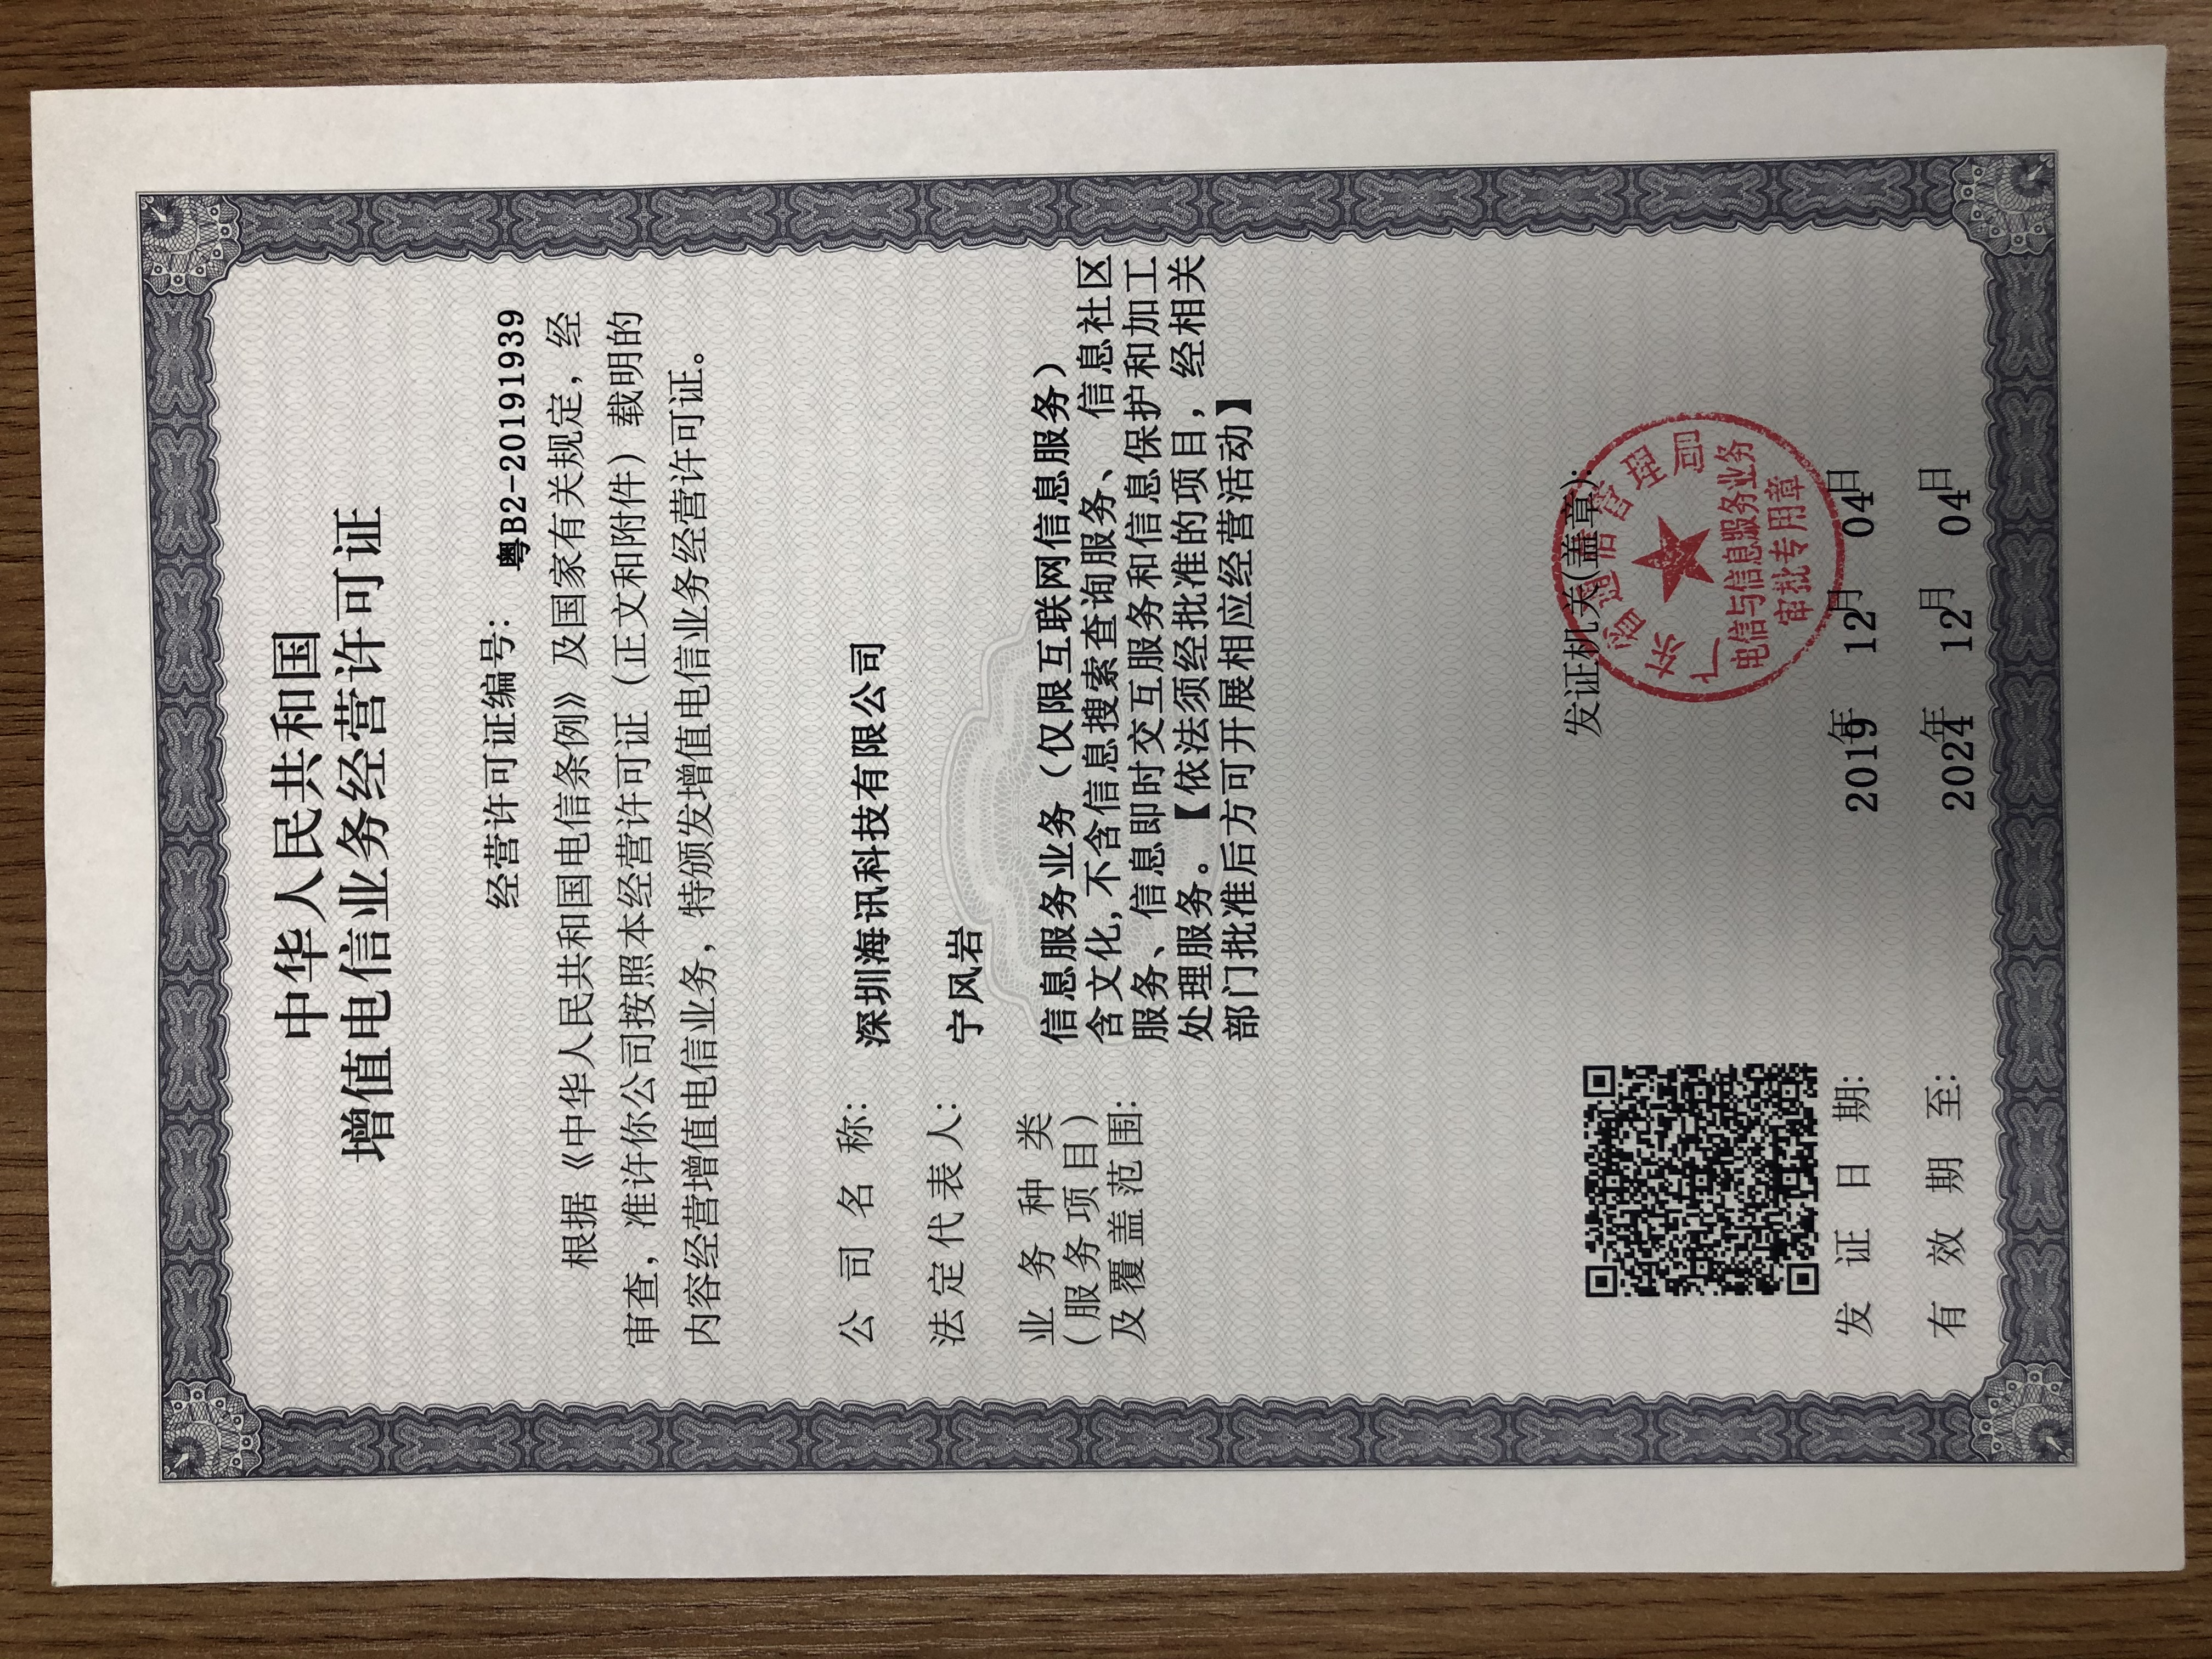 中华人民共和国
增值电信业务经营许可证
经营许可证编号: 粤B2-20191939
根据《中华人民共和国电信条例》及国家有关规定，经
审查，准许你公司按照本经营许可证（正文和附件）载明的
内容经营增值电信业务，特颁发增值电信业务经营许可证。
公司名称: 深圳海讯科技有限公司
法定代表人: 宁风岩
业务种类
(服务项目)
及覆盖范围:
信息服务业务（仅限互联网信息服务）
含文化,不含信息搜索查询服务、信息社区
服务、信息即时交互服务和信息保护和加工
处理服务。【依法须经批准的项目，经相关
部门批准后方可开展相应经营活动】
发证机关(盖章):
广东省通信管理局
电信与信息服务业务
审批专用章
发证日期: 2019年12月04日
有效期至: 2024年12月04日